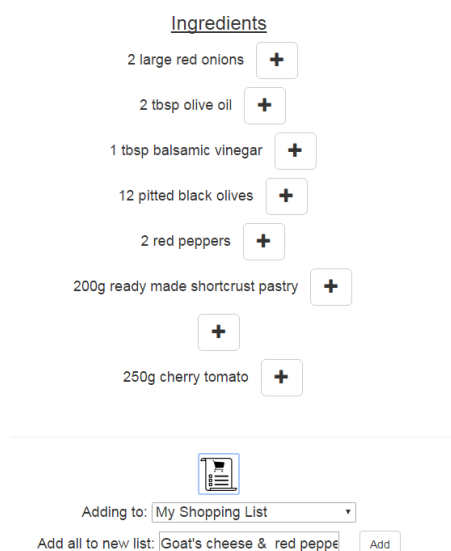 Ingredients
2 large red onions
2 tbsp olive oil
1 tbsp balsamic vinegar
12 pitted black olives
2 red peppers
200g ready made shortcrust pastry
250g cherry tomato
Adding to: My Shopping List
Add all to new list: Goat's cheese & red peppe Add